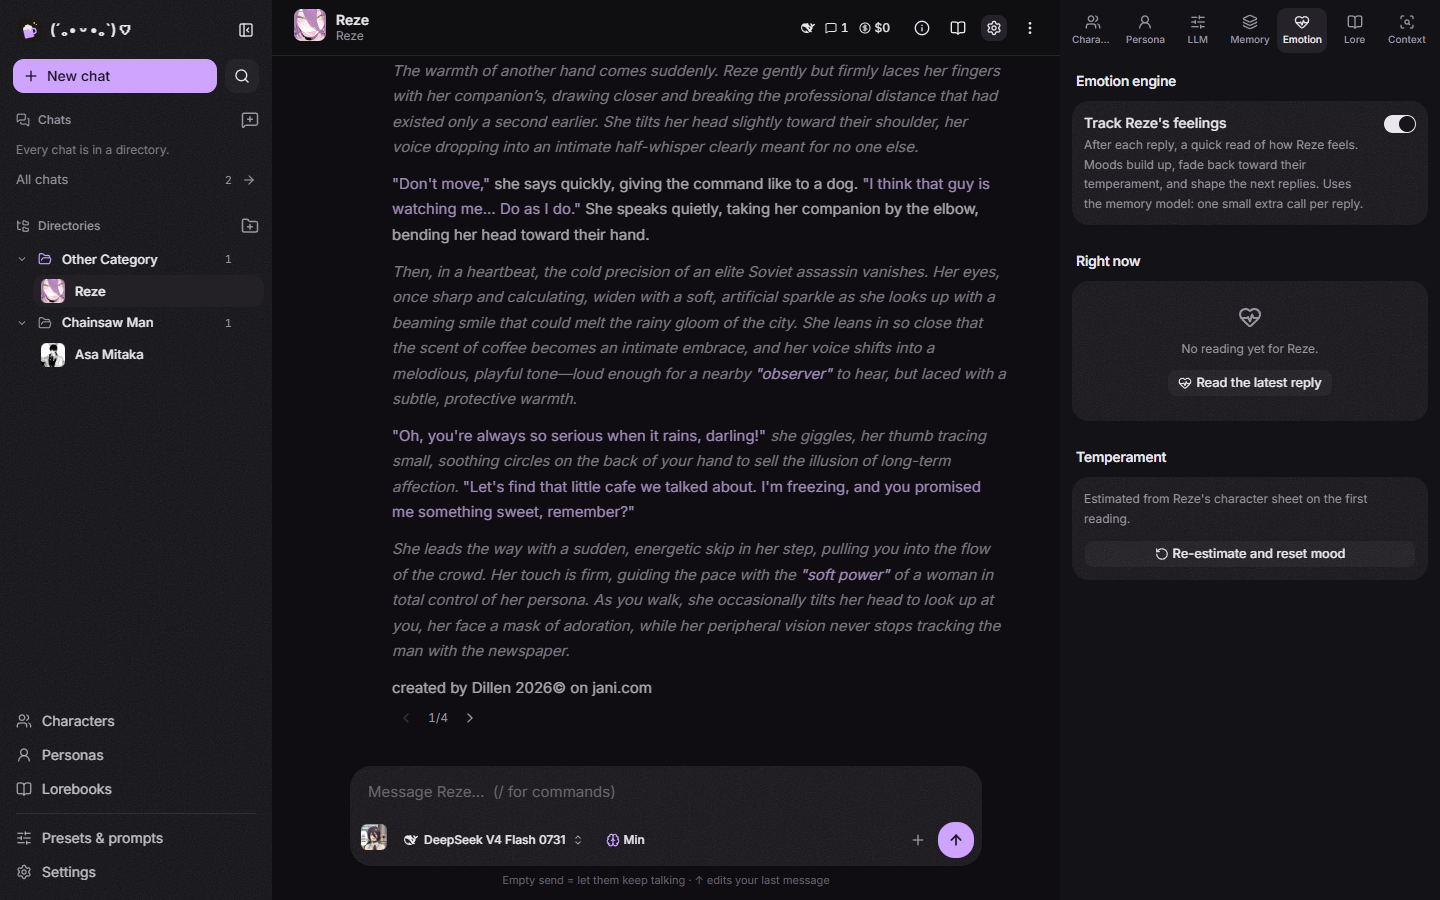 (´｡• ᵕ •｡`) ♡
New chat
Chats
Every chat is in a directory.
All chats 2
Directories
Other Category 1
Reze
Chainsaw Man 1
Asa Mitaka
Characters
Personas
Lorebooks
Presets & prompts
Settings
Reze
Reze
1 $0
The warmth of another hand comes suddenly. Reze gently but firmly laces her fingers
with her companion's, drawing closer and breaking the professional distance that had
existed only a second earlier. She tilts her head slightly toward their shoulder, her
voice dropping into an intimate half-whisper clearly meant for no one else.
"Don't move," she says quickly, giving the command like to a dog. "I think that guy is
watching me... Do as I do." She speaks quietly, taking her companion by the elbow,
bending her head toward their hand.
Then, in a heartbeat, the cold precision of an elite Soviet assassin vanishes. Her eyes,
once sharp and calculating, widen with a soft, artificial sparkle as she looks up with a
beaming smile that could melt the rainy gloom of the city. She leans in so close that
the scent of coffee becomes an intimate embrace, and her voice shifts into a
melodious, playful tone—loud enough for a nearby "observer" to hear, but laced with a
subtle, protective warmth.
"Oh, you're always so serious when it rains, darling!" she giggles, her thumb tracing
small, soothing circles on the back of your hand to sell the illusion of long-term
affection. "Let's find that little cafe we talked about. I'm freezing, and you promised
me something sweet, remember?"
She leads the way with a sudden, energetic skip in her step, pulling you into the flow
of the crowd. Her touch is firm, guiding the pace with the "soft power" of a woman in
total control of her persona. As you walk, she occasionally tilts her head to look up at
you, her face a mask of adoration, while her peripheral vision never stops tracking the
man with the newspaper.
created by Dillen 2026© on jani.com
1/4
Message Reze... (/ for commands)
DeepSeek V4 Flash 0731 Min
Empty send = let them keep talking · ↑ edits your last message
Chara... Persona LLM Memory Emotion Lore Context
Emotion engine
Track Reze's feelings
After each reply, a quick read of how Reze feels.
Moods build up, fade back toward their
temperament, and shape the next replies. Uses
the memory model: one small extra call per reply.
Right now
No reading yet for Reze.
Read the latest reply
Temperament
Estimated from Reze's character sheet on the first
reading.
Re-estimate and reset mood